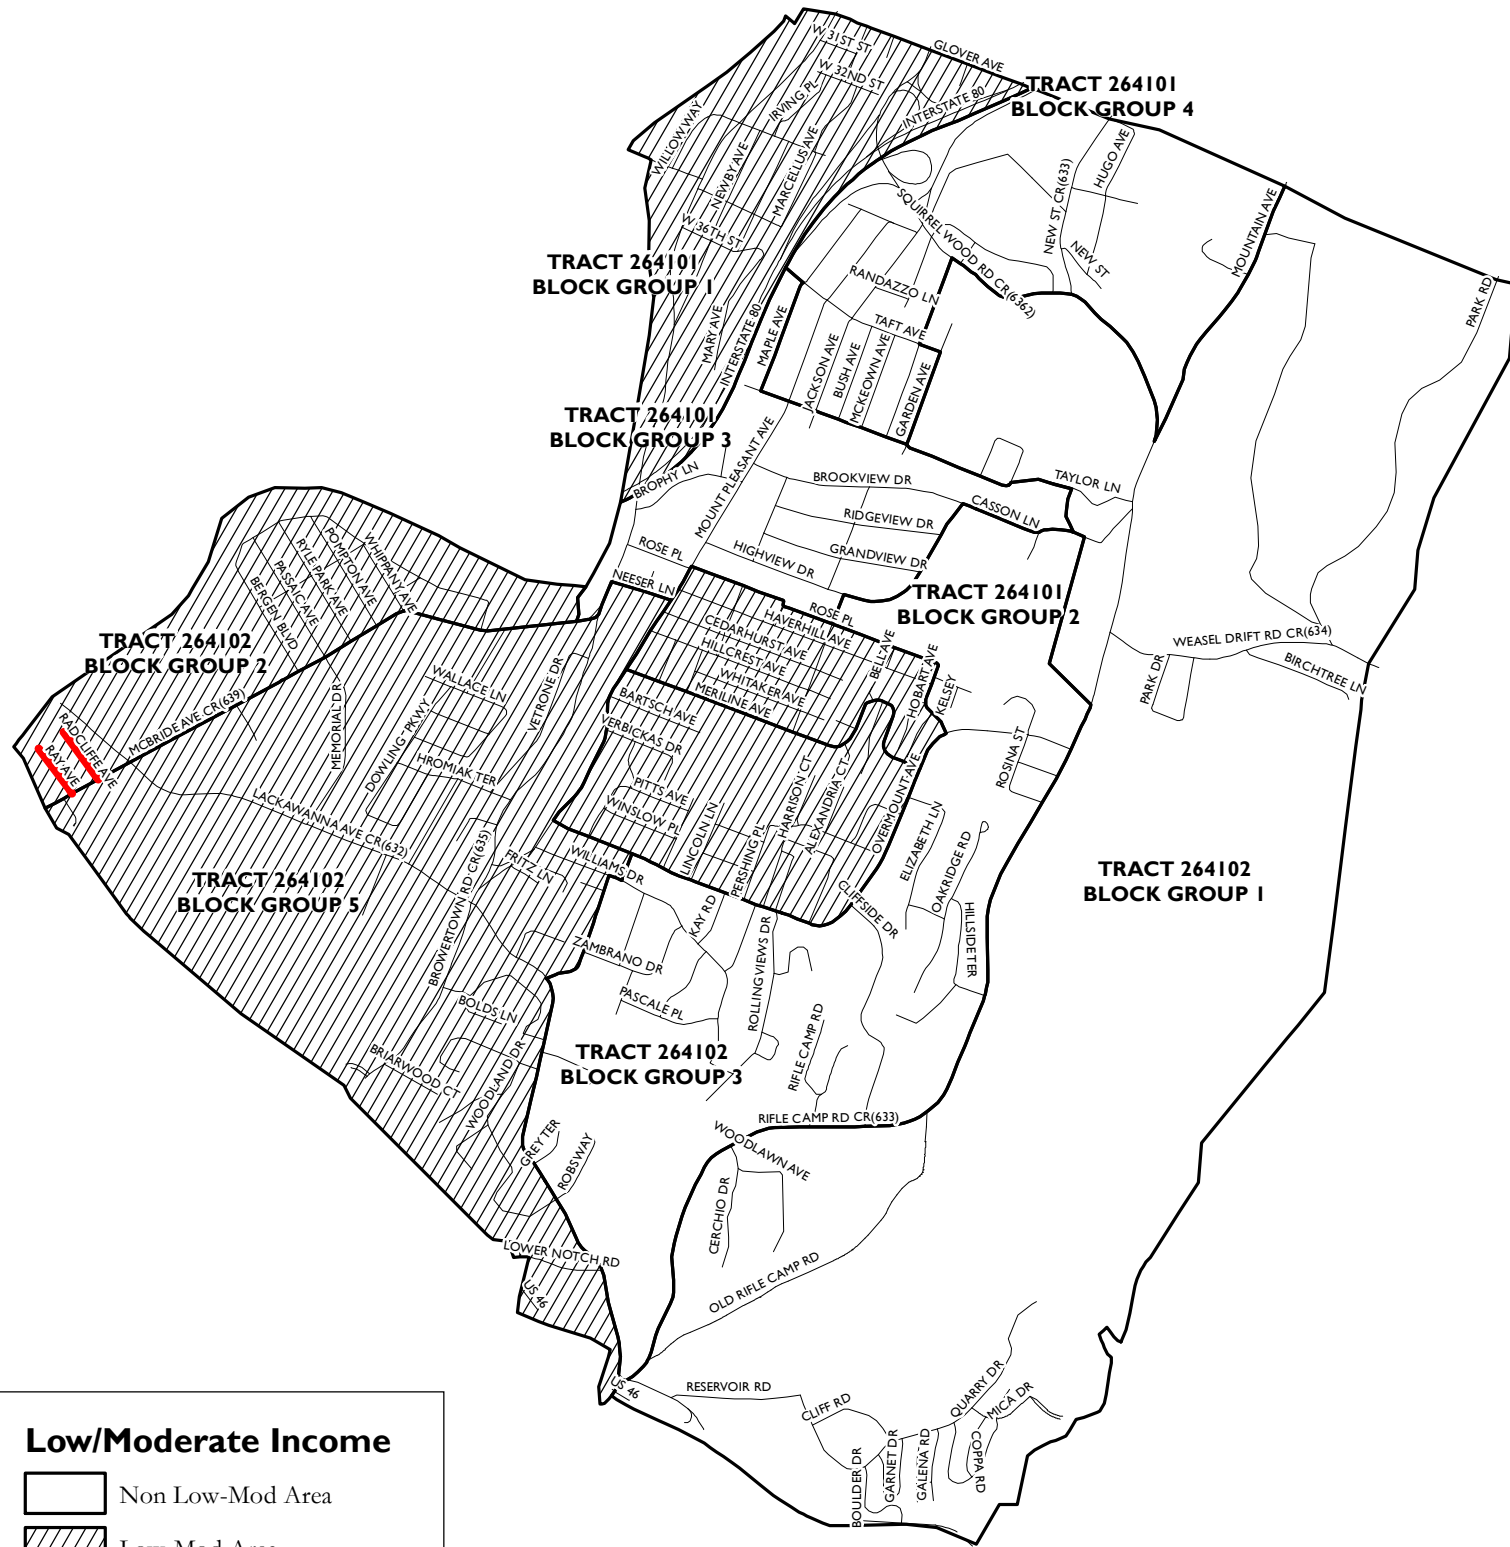 W 31ST ST
GLOVER AVE
W 32ND ST
IRVING PL
INTERSTATE 80
TRACT 264101
BLOCK GROUP 4
WILLOW WAY
NEWBY AVE
MARCELLUS AVE
HUGO AVE
NEW ST, CR(633)
SQUIRRELWOOD RD CR(6362)
MOUNTAIN AVE
W 36TH ST
NEW ST
TRACT 264101
BLOCK GROUP 1
RANDAZZO LN
PARK RD
MARY AVE
INTERSTATE 80
MAPLE AVE
TAFT AVE
JACKSON AVE
BUSH AVE
MCKEOWN AVE
GARDEN AVE
TRACT 264101
BLOCK GROUP 3
BROPHY LN
MOUNT PLEASANT AVE
BROOKVIEW DR
TAYLOR LN
CASSON LN
RIDGEVIEW DR
ROSE PL
HIGHVIEW DR
GRANDVIEW DR
NEESER LN
TRACT 264101
BLOCK GROUP 2
WHIPPANY AVE
POMPTON AVE
RYLE PARK AVE
PASSAIC AVE
BERGEN BLVD
ROSE PL
HAVERHILL AVE
CEDARHURST AVE
HILLCREST AVE
WHITAKER AVE
MERILINE AVE
BELL AVE
HOBART AVE
KELSEY
WEASEL DRIFT RD CR(634)
BIRCHTREE LN
PARK DR
TRACT 264102
BLOCK GROUP 2
WALLACE LN
VETRONE DR
BARTSCH AVE
VERBICKAS DR
MCBRIDE AVE CR(639)
MEMORIAL DR
DOWLING PKWY
HROMIAK TER
RADCLIFFE AVE
RAY AVE
PITTS AVE
WINSLOW PL
HARRISON CT
ALEXANDRIA CT
OVERMOUNT AVE
ROSINA ST
LACKAWANNA AVE CR(632)
LINCOLN LN
PERSHING PL
ELIZABETH LN
OAKRIDGE RD
FRITZ LN
WILLIAMS DR
TRACT 264102
BLOCK GROUP 5
TRACT 264102
BLOCK GROUP 1
BROWERTOWN RD CR(635)
KAY RD
CLIFFSIDE DR
HILLSIDE TER
ZAMBRANO DR
ROLLING VIEWS DR
PASCALE PL
BOLDS LN
RIFLE CAMP RD
BRIARWOOD CT
WOODLAND DR
TRACT 264102
BLOCK GROUP 3
RIFLE CAMP RD CR(633)
WOODLAWN AVE
GREY TER
ROBSWAY
CERCHIO DR
LOWER NOTCH RD
OLD RIFLE CAMP RD
US 46
US 46
RESERVOIR RD
CLIFF RD
QUARRY DR
MICA DR
COPPA RD
BOULDER DR
GARNET DR
GALENA RD
Low/Moderate Income
Non Low-Mod Area
Low-Mod Area